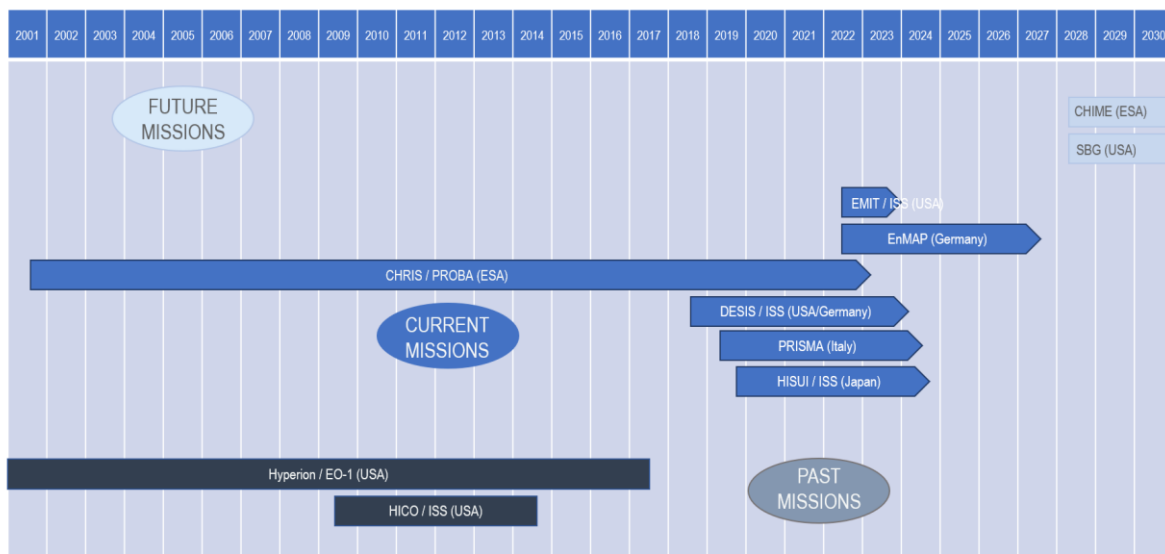 2001 2002 2003 2004 2005 2006 2007 2008 2009 2010 2011 2012 2013 2014 2015 2016 2017 2018 2019 2020 2021 2022 2023 2024 2025 2026 2027 2028 2029 2030
FUTURE
MISSIONS
CHIME (ESA)
SBG (USA)
EMIT / ISS (USA)
EnMAP (Germany)
CHRIS / PROBA (ESA)
CURRENT
MISSIONS
DESIS / ISS (USA/Germany)
PRISMA (Italy)
HISUI / ISS (Japan)
Hyperion / EO-1 (USA)
HICO / ISS (USA)
PAST
MISSIONS